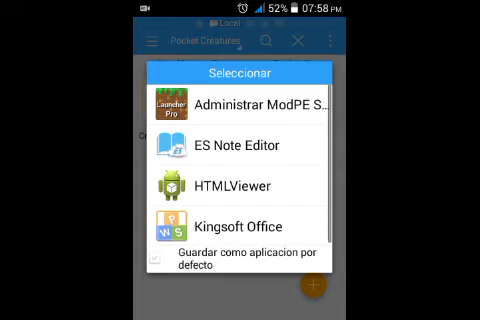 52% 07:58 PM
Local
Pocket Creatures
Seleccionar
Launcher Pro
Administrar ModPE S...
ES Note Editor
HTMLViewer
W P S
Kingsoft Office
Guardar como aplicacion por
defecto